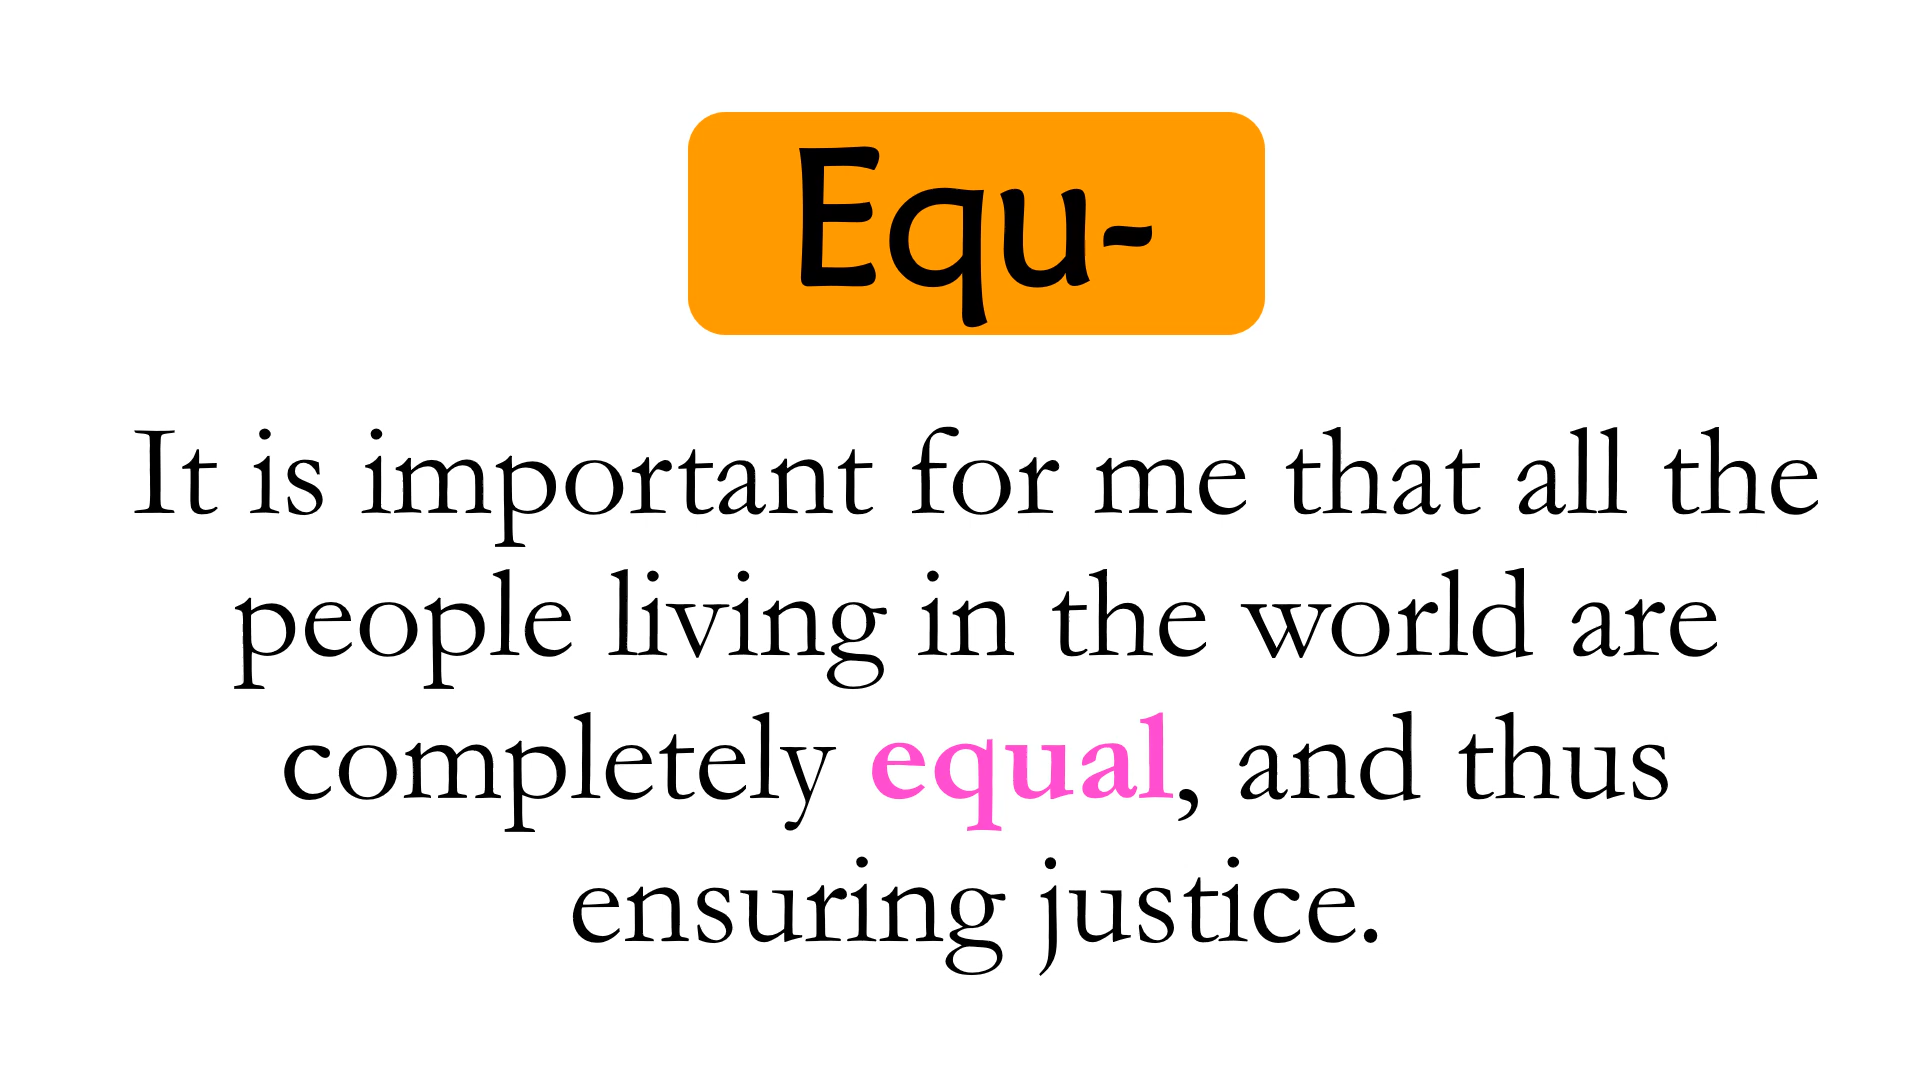 Equ-
It is important for me that all the
people living in the world are
completely equal, and thus
ensuring justice.